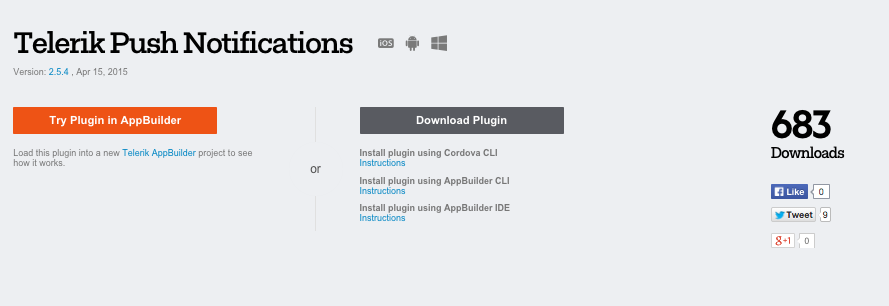 Telerik Push Notifications
iOS
Version: 2.5.4 , Apr 15, 2015
Try Plugin in AppBuilder
Load this plugin into a new Telerik AppBuilder project to see
how it works.
or
Download Plugin
Install plugin using Cordova CLI
Instructions
Install plugin using AppBuilder CLI
Instructions
Install plugin using AppBuilder IDE
Instructions
683
Downloads
f Like 0
Tweet 9
g+1 0